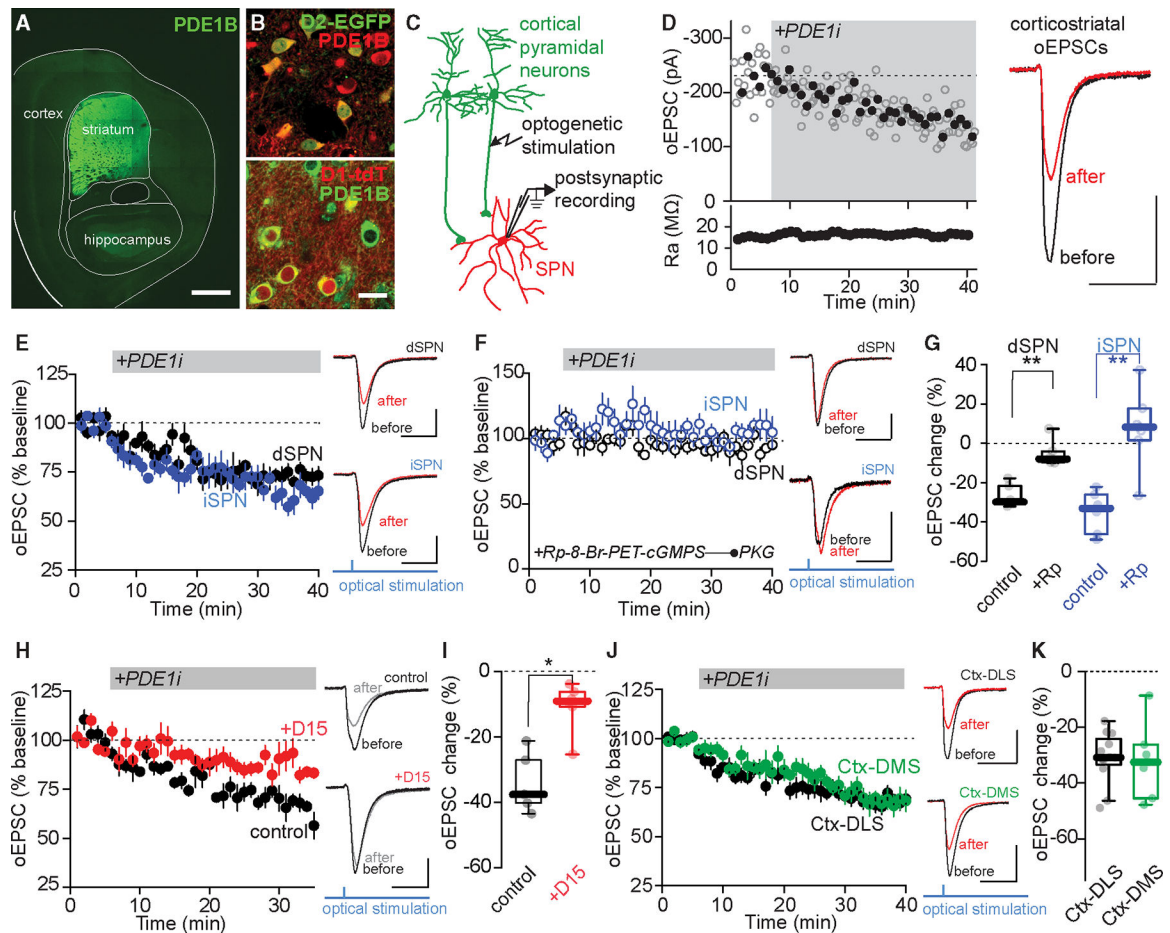 A
PDE1B
cortex
striatum
hippocampus
B
D2-EGFP
PDE1B
D1-tdT
PDE1B
C
cortical
pyramidal
neurons
optogenetic
stimulation
postsynaptic
recording
SPN
D
+PDE1i
oEPSC (pA)
-300
-200
-100
0
Ra (MΩ)
20
10
0
10
20
30
40
Time (min)
corticostriatal
oEPSCs
after
before
E
+PDE1i
oEPSC (% baseline)
125
100
75
50
25
dSPN
iSPN
0
10
20
30
40
Time (min)
dSPN
after
before
iSPN
after
before
optical stimulation
F
+PDE1i
oEPSC (% baseline)
150
100
50
0
iSPN
dSPN
+Rp-8-Br-PET-cGMPS
PKG
0
10
20
30
40
Time (min)
dSPN
after
before
iSPN
before
after
optical stimulation
G
dSPN
iSPN
**
**
oEPSC change (%)
40
20
0
-20
-40
-60
control
+Rp
control
+Rp
H
+PDE1i
oEPSC (% baseline)
125
100
75
50
25
+D15
control
0
10
20
30
Time (min)
control
after
before
+D15
after
before
optical stimulation
I
*
oEPSC change (%)
0
-20
-40
-60
control
+D15
J
+PDE1i
oEPSC (% baseline)
125
100
75
50
25
Ctx-DMS
Ctx-DLS
0
10
20
30
40
Time (min)
Ctx-DLS
after
before
Ctx-DMS
after
before
optical stimulation
K
oEPSC change (%)
0
-20
-40
-60
Ctx-DLS
Ctx-DMS